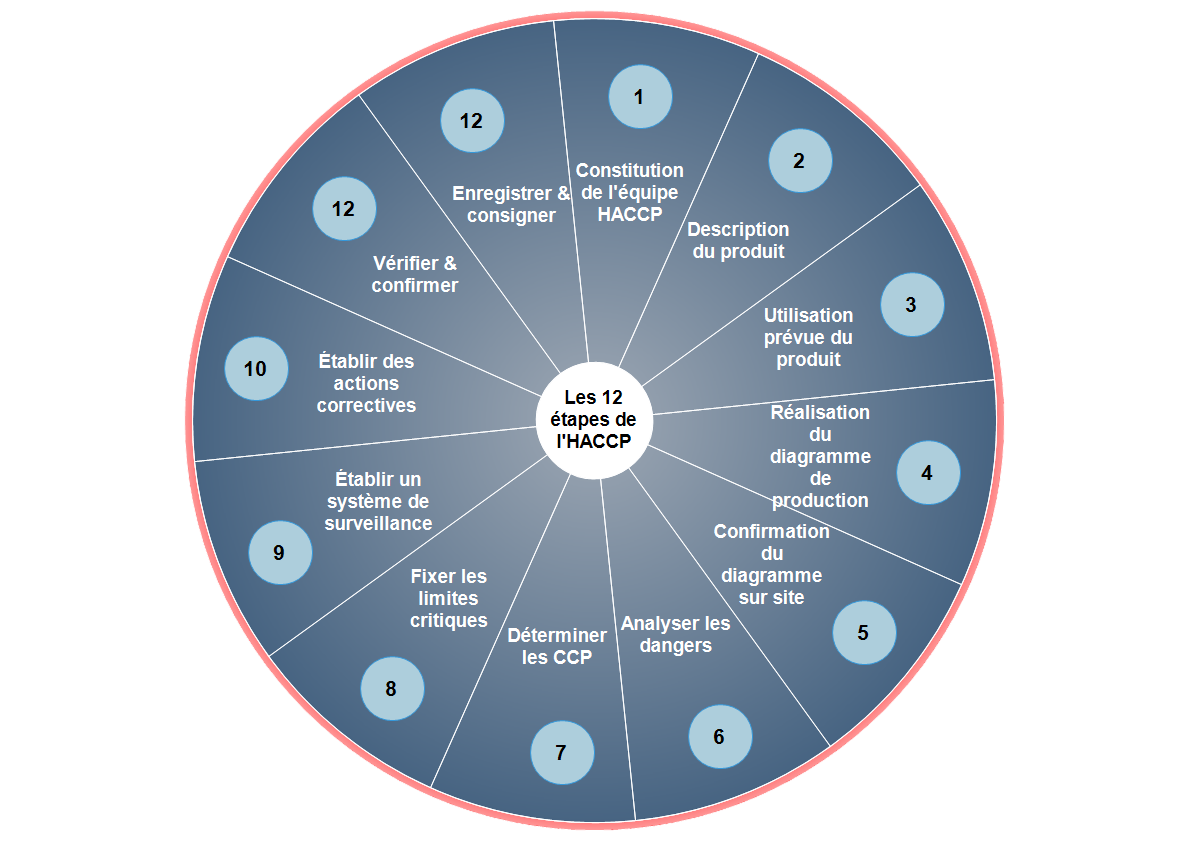 Les 12
étapes de
l'HACCP
1
Constitution
de l'équipe
HACCP
2
Description
du produit
3
Utilisation
prévue du
produit
4
Réalisation
du
diagramme
de
production
5
Confirmation
du
diagramme
sur site
6
Analyser les
dangers
7
Déterminer
les CCP
8
Fixer les
limites
critiques
9
Établir un
système de
surveillance
10
Établir des
actions
correctives
12
Vérifier &
confirmer
12
Enregistrer &
consigner